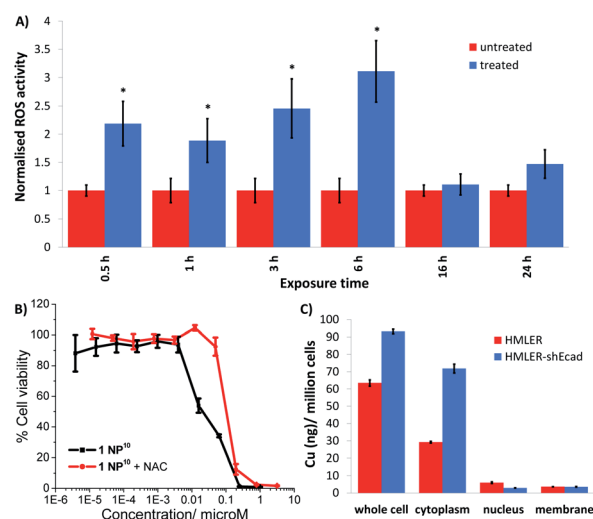 A)
Normalised ROS activity
4
3.5
3
2.5
2
1.5
1
0.5
0
* * * *
untreated
treated
0.5 h 1 h 3 h 6 h 16 h 24 h
Exposure time
B)
% Cell viability
120
100
80
60
40
20
0
1 NP¹⁰
1 NP¹⁰ + NAC
1E-6 1E-5 1E-4 1E-3 0.01 0.1 1 10
Concentration/ microM
C)
Cu (ng)/ million cells
100
90
80
70
60
50
40
30
20
10
0
HMLER
HMLER-shEcad
whole cell cytoplasm nucleus membrane